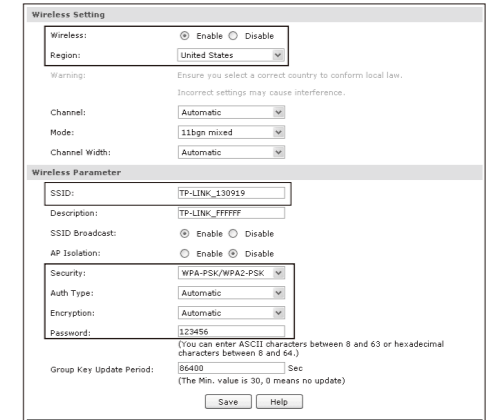 Wireless Setting
Wireless: Enable Disable
Region: United States
Warning: Ensure you select a correct country to conform local law.
Incorrect settings may cause interference.
Channel: Automatic
Mode: 11bgn mixed
Channel Width: Automatic
Wireless Parameter
SSID: TP-LINK_130919
Description: TP-LINK_FFFFFF
SSID Broadcast: Enable Disable
AP Isolation: Enable Disable
Security: WPA-PSK/WPA2-PSK
Auth Type: Automatic
Encryption: Automatic
Password: 123456
(You can enter ASCII characters between 8 and 63 or hexadecimal
characters between 8 and 64.)
Group Key Update Period: 86400 Sec
(The Min. value is 30, 0 means no update)
Save Help